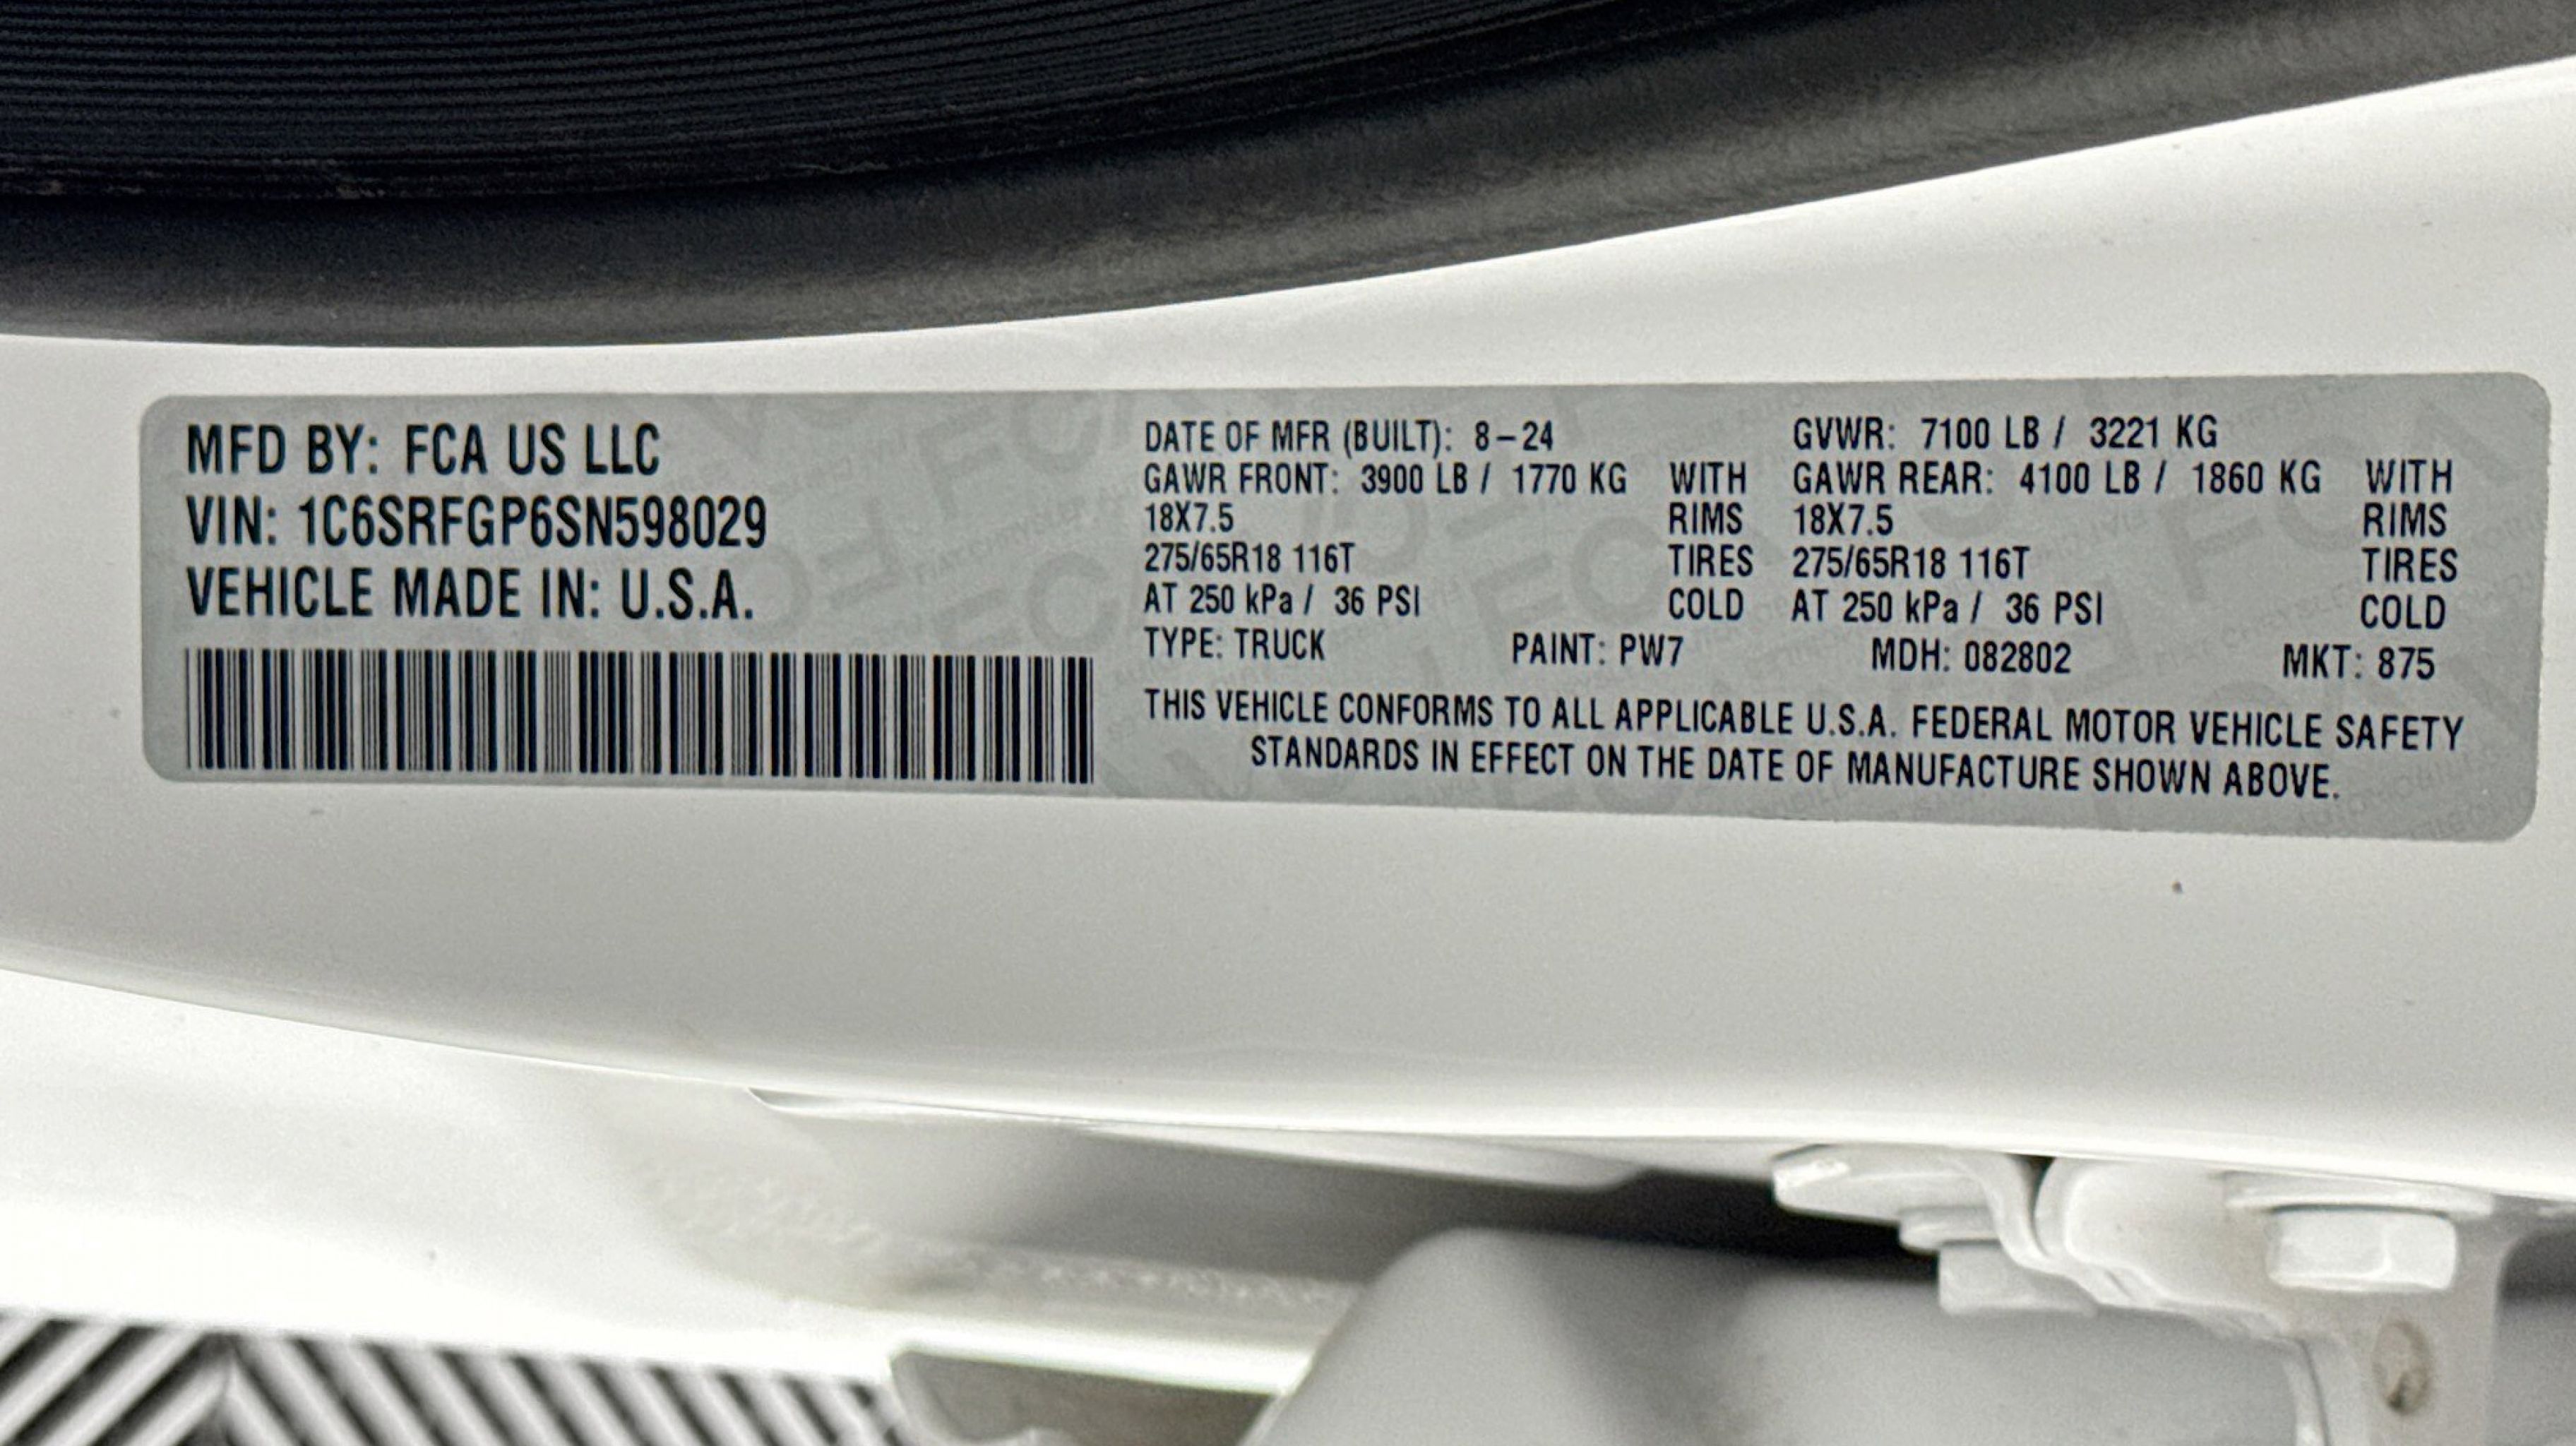 MFD BY: FCA US LLC
VIN: 1C6SRFGP6SN598029
VEHICLE MADE IN: U.S.A.
DATE OF MFR (BUILT): 8-24
GAWR FRONT: 3900 LB / 1770 KG WITH
18X7.5 RIMS
275/65R18 116T TIRES
AT 250 kPa / 36 PSI COLD
GVWR: 7100 LB / 3221 KG
GAWR REAR: 4100 LB / 1860 KG WITH
18X7.5 RIMS
275/65R18 116T TIRES
AT 250 kPa / 36 PSI COLD
TYPE: TRUCK PAINT: PW7 MDH: 082802 MKT: 875
THIS VEHICLE CONFORMS TO ALL APPLICABLE U.S.A. FEDERAL MOTOR VEHICLE SAFETY
STANDARDS IN EFFECT ON THE DATE OF MANUFACTURE SHOWN ABOVE.